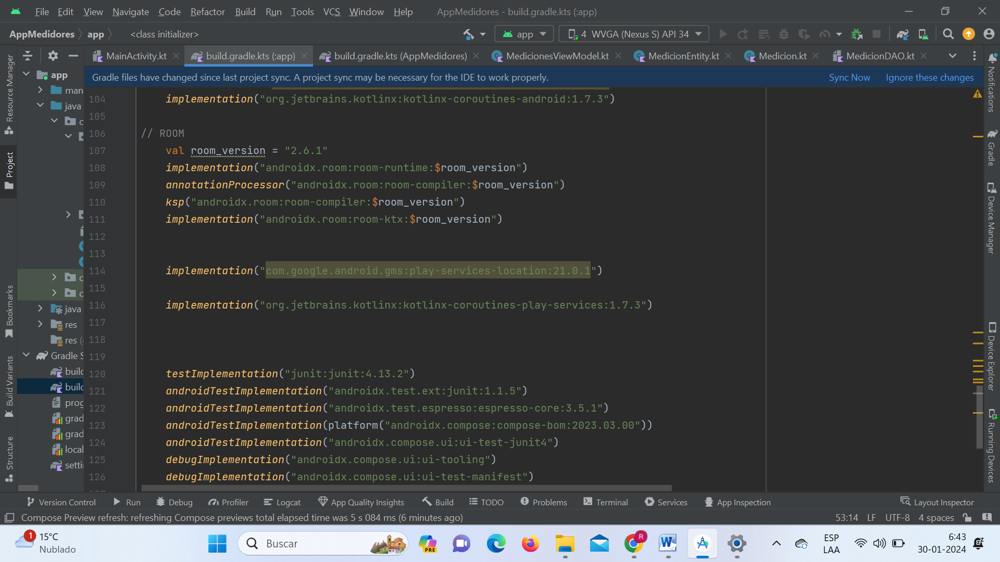 File Edit View Navigate Code Refactor Build Run Tools VCS Window Help AppMedidores - build.gradle.kts (:app)
AppMedidores app <class initializer> app 4 WVGA (Nexus S) API 34
MainActivity.kt build.gradle.kts (:app) build.gradle.kts (AppMedidores) MedicionesViewModel.kt MedicionEntity.kt Medicion.kt MedicionDAO.kt
Gradle files have changed since last project sync. A project sync may be necessary for the IDE to work properly. Sync Now Ignore these changes
Resource Manager
Project
Bookmarks
Build Variants
Structure
app
man
java
c
c
c
java
res
res (
Gradle S
build
build
prog
grad
grad
local
settin
104 implementation("org.jetbrains.kotlinx:kotlinx-coroutines-android:1.7.3")
105
106 // ROOM
107 val room_version = "2.6.1"
108 implementation("androidx.room:room-runtime:$room_version")
109 annotationProcessor("androidx.room:room-compiler:$room_version")
110 ksp("androidx.room:room-compiler:$room_version")
111 implementation("androidx.room:room-ktx:$room_version")
112
113
114 implementation("com.google.android.gms:play-services-location:21.0.1")
115
116 implementation("org.jetbrains.kotlinx:kotlinx-coroutines-play-services:1.7.3")
117
118
119
120 testImplementation("junit:junit:4.13.2")
121 androidTestImplementation("androidx.test.ext:junit:1.1.5")
122 androidTestImplementation("androidx.test.espresso:espresso-core:3.5.1")
123 androidTestImplementation(platform("androidx.compose:compose-bom:2023.03.00"))
124 androidTestImplementation("androidx.compose.ui:ui-test-junit4")
125 debugImplementation("androidx.compose.ui:ui-tooling")
126 debugImplementation("androidx.compose.ui:ui-test-manifest")
Notifications
Gradle
Device Manager
Device Explorer
Running Devices
Version Control Run Debug Profiler Logcat App Quality Insights Build TODO Problems Terminal Services App Inspection Layout Inspector
Compose Preview refresh: refreshing Compose previews total elapsed time was 5 s 084 ms (6 minutes ago) 53:14 LF UTF-8 4 spaces
1 15°C
Nublado
Buscar
PRE
R
W
ESP
LAA
6:43
30-01-2024